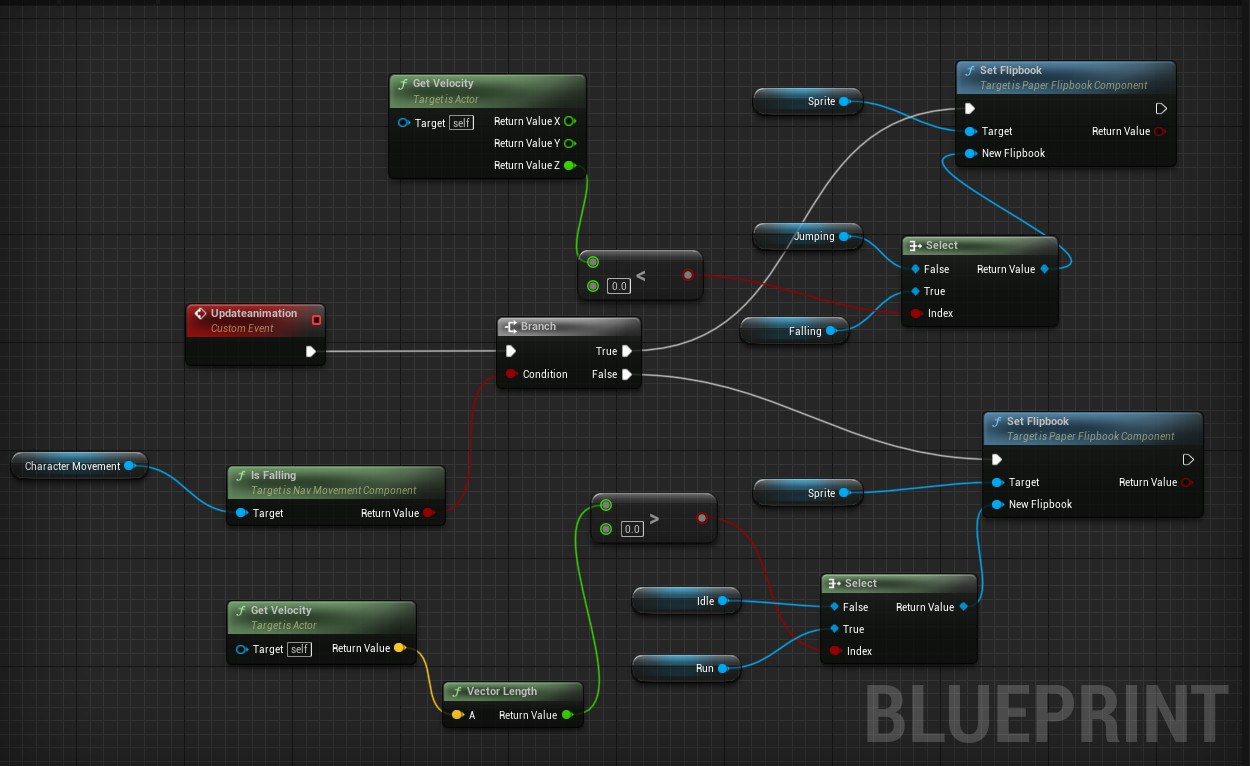 Get Velocity
Target is Actor
Target self
Return Value X
Return Value Y
Return Value Z
Sprite
Set Flipbook
Target is Paper Flipbook Component
Target Return Value
New Flipbook
Jumping
Select
False Return Value
True
Index
0.0 <
Falling
Updateanimation
Custom Event
Branch
True
Condition False
Character Movement
Is Falling
Target is Nav Movement Component
Target Return Value
Set Flipbook
Target is Paper Flipbook Component
Target Return Value
New Flipbook
Sprite
0.0 >
Idle
Run
Select
False Return Value
True
Index
Get Velocity
Target is Actor
Target self Return Value
Vector Length
A Return Value
BLUEPRINT